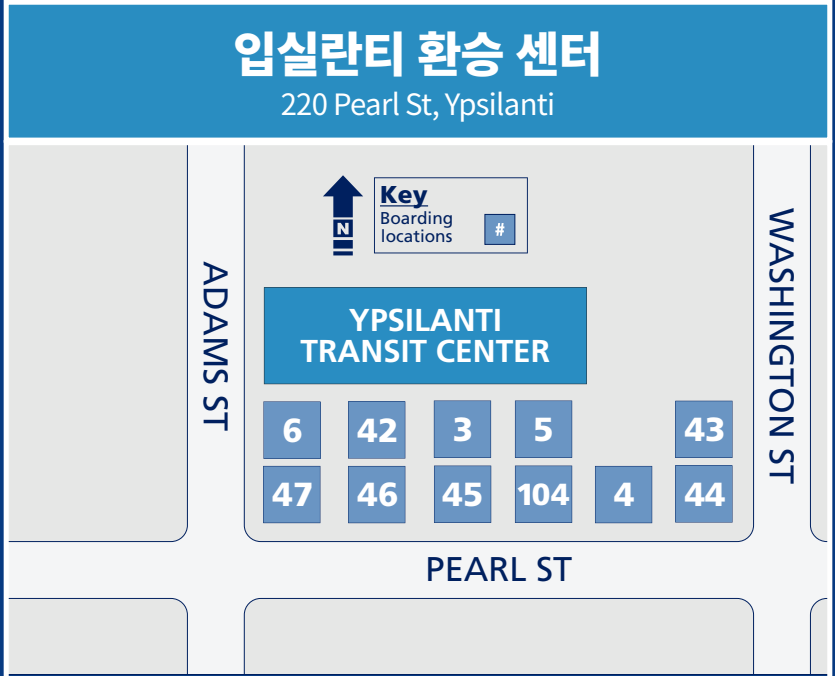 입실란티 환승 센터
220 Pearl St, Ypsilanti
N
Key
Boarding
locations
#
ADAMS ST
WASHINGTON ST
YPSILANTI
TRANSIT CENTER
6 42 3 5 43
47 46 45 104 4 44
PEARL ST